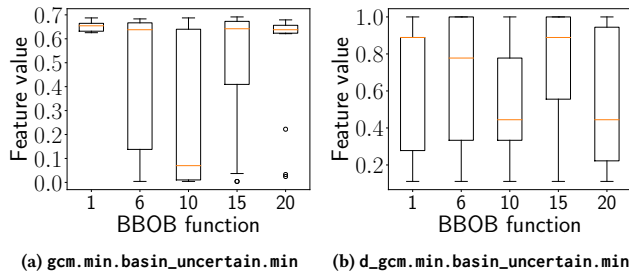 0.7
0.6
0.5
0.4
0.3
0.2
0.1
0.0
Feature value
1 6 10 15 20
BBOB function
(a) gcm.min.basin_uncertain.min
1.0
0.8
0.6
0.4
0.2
Feature value
1 6 10 15 20
BBOB function
(b) d_gcm.min.basin_uncertain.min